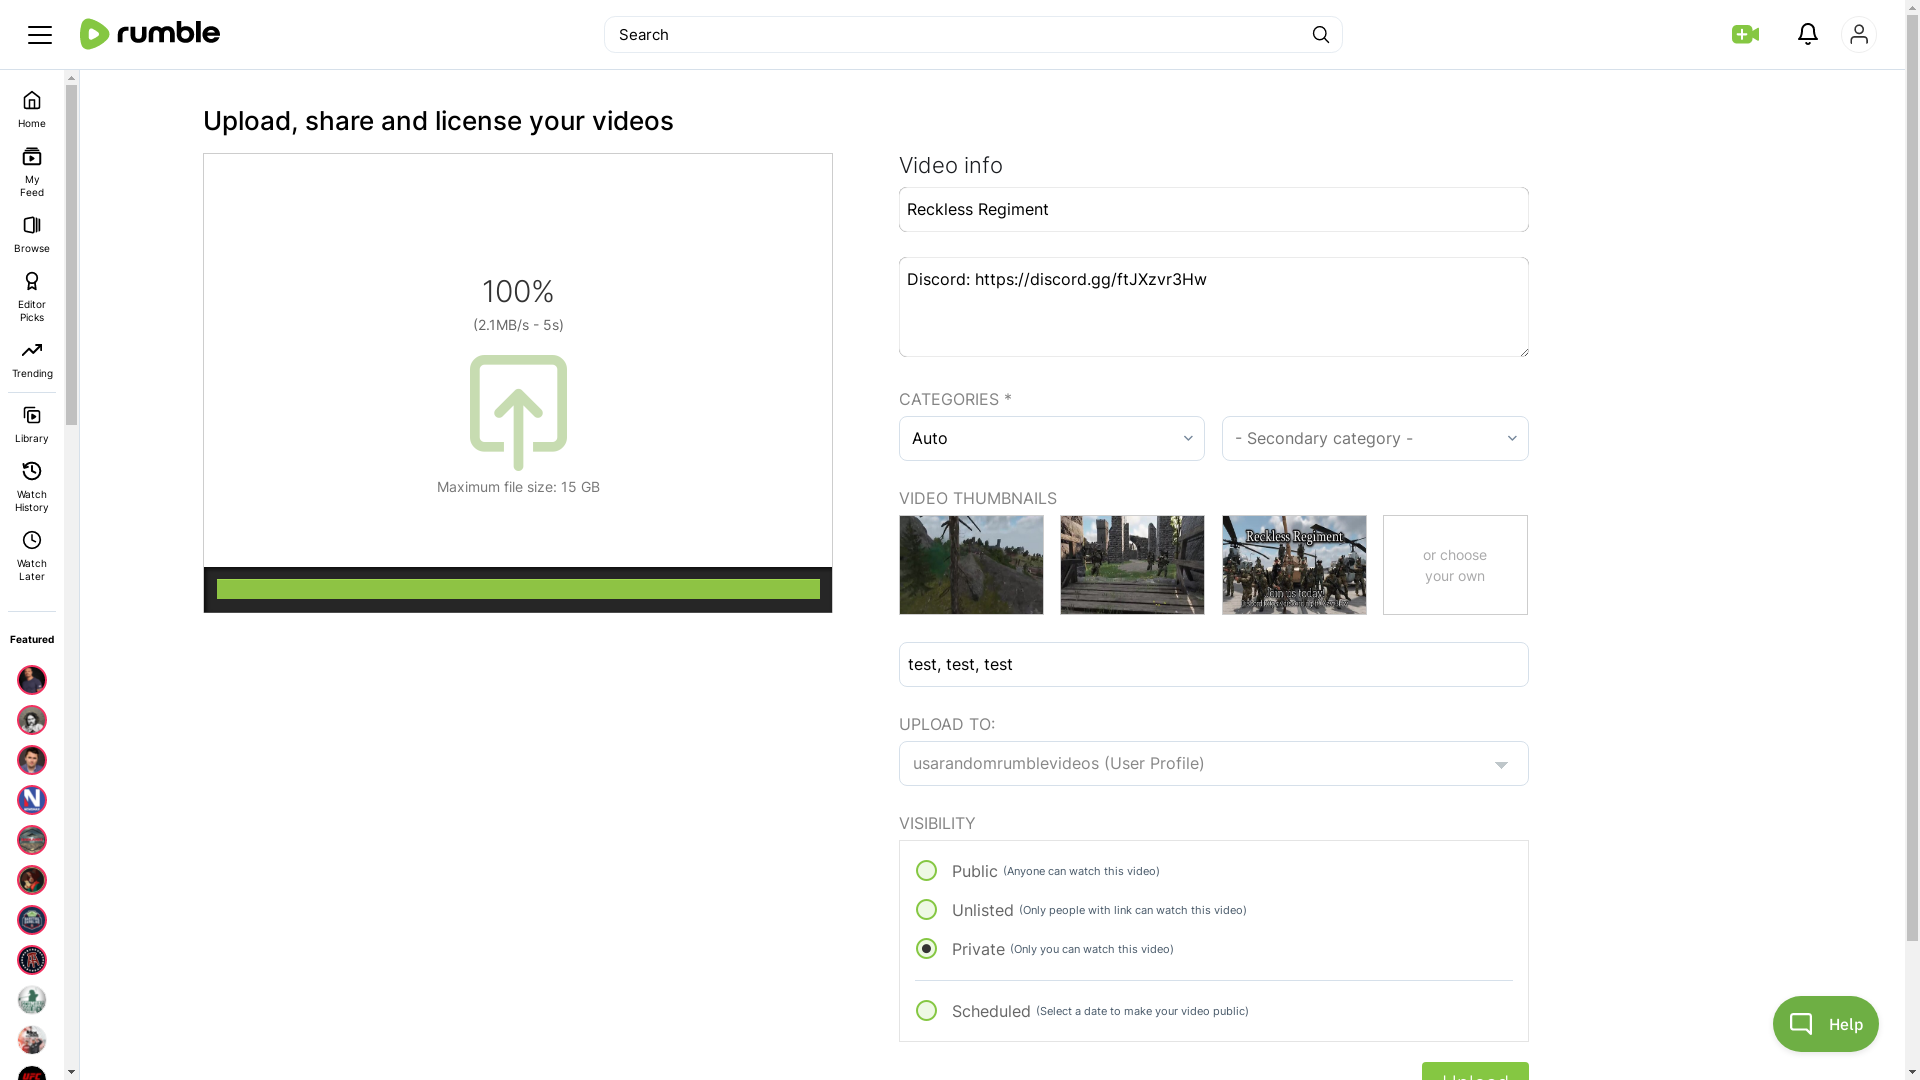 rumble
Search
Home
My
Feed
Browse
Editor
Picks
Trending
Library
Watch
History
Watch
Later
Featured
Upload, share and license your videos
100%
(2.1MB/s - 5s)
Maximum file size: 15 GB
Video info
Reckless Regiment
Discord: https://discord.gg/ftJXzvr3Hw
CATEGORIES *
Auto
- Secondary category -
VIDEO THUMBNAILS
Reckless Regiment
Join us today!
or choose
your own
test, test, test
UPLOAD TO:
usarandomrumblevideos (User Profile)
VISIBILITY
Public (Anyone can watch this video)
Unlisted (Only people with link can watch this video)
Private (Only you can watch this video)
Scheduled (Select a date to make your video public)
Upload
Help